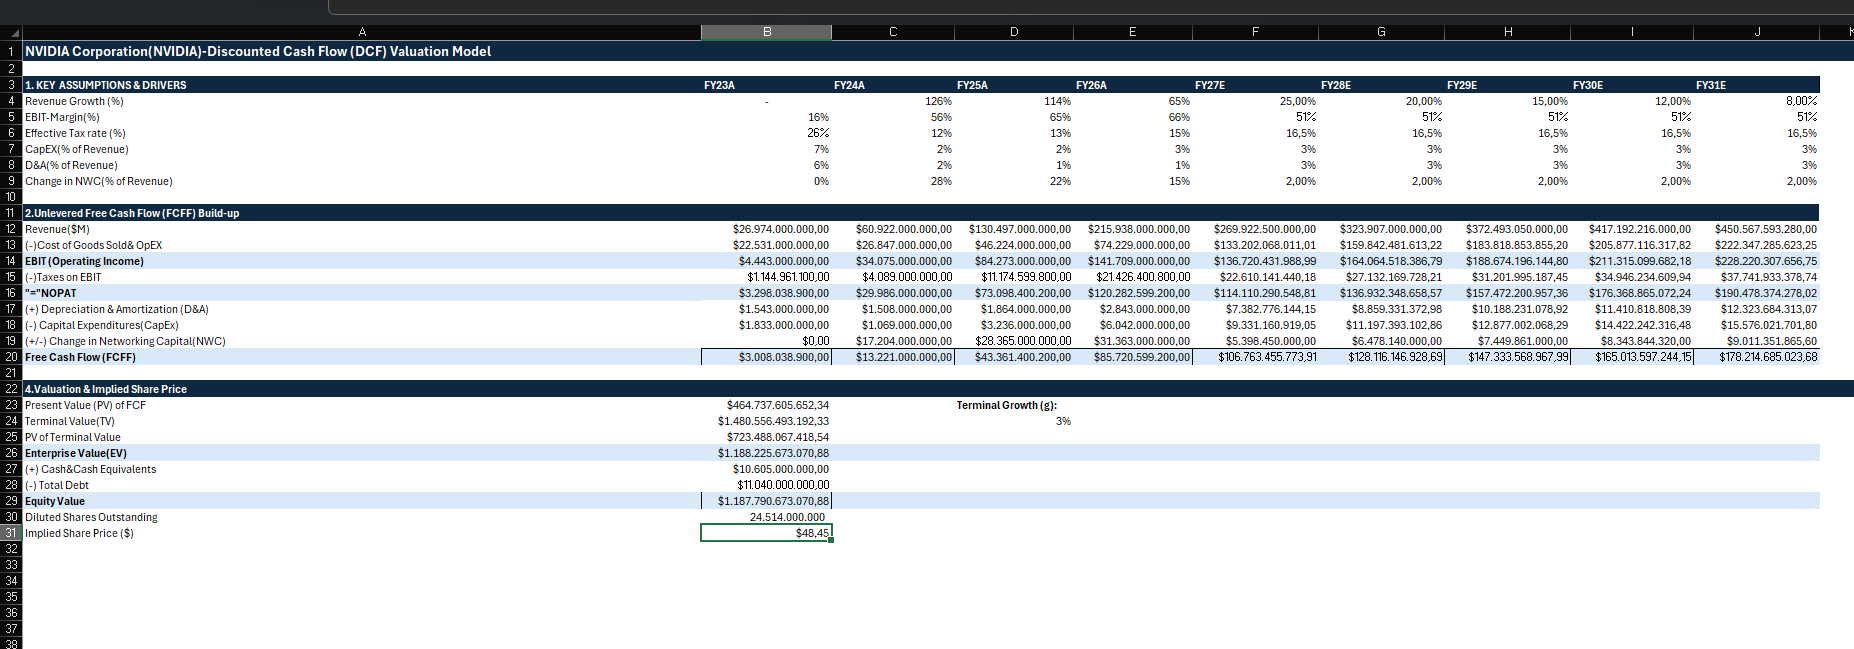 A B C D E F G H I J K
1 NVIDIA Corporation(NVIDIA)-Discounted Cash Flow (DCF) Valuation Model
2
3 1. KEY ASSUMPTIONS & DRIVERS FY23A FY24A FY25A FY26A FY27E FY28E FY29E FY30E FY31E
4 Revenue Growth (%) - 126% 114% 65% 25,00% 20,00% 15,00% 12,00% 8,00%
5 EBIT-Margin(%) 16% 56% 65% 66% 51% 51% 51% 51% 51%
6 Effective Tax rate (%) 26% 12% 13% 15% 16,5% 16,5% 16,5% 16,5% 16,5%
7 CapEX(% of Revenue) 7% 2% 2% 3% 3% 3% 3% 3% 3%
8 D&A(% of Revenue) 6% 2% 1% 1% 3% 3% 3% 3% 3%
9 Change in NWC(% of Revenue) 0% 28% 22% 15% 2,00% 2,00% 2,00% 2,00% 2,00%
10
11 2.Unlevered Free Cash Flow (FCFF) Build-up
12 Revenue($M) $26.974.000.000,00 $60.922.000.000,00 $130.497.000.000,00 $215.938.000.000,00 $269.922.500.000,00 $323.907.000.000,00 $372.493.050.000,00 $417.192.216.000,00 $450.567.593.280,00
13 (-)Cost of Goods Sold& OpEX $22.531.000.000,00 $26.847.000.000,00 $46.224.000.000,00 $74.229.000.000,00 $133.202.068.011,01 $159.842.481.613,22 $183.818.853.855,20 $205.877.116.317,82 $222.347.285.623,25
14 EBIT (Operating Income) $4.443.000.000,00 $34.075.000.000,00 $84.273.000.000,00 $141.709.000.000,00 $136.720.431.988,99 $164.064.518.386,79 $188.674.196.144,80 $211.315.099.682,18 $228.220.307.656,75
15 (-)Taxes on EBIT $1.144.961.100,00 $4.089.000.000,00 $11.174.599.800,00 $21.426.400.800,00 $22.610.141.440,18 $27.132.169.728,21 $31.201.995.187,45 $34.946.234.609,94 $37.741.933.378,74
16 "="NOPAT $3.298.038.900,00 $29.986.000.000,00 $73.098.400.200,00 $120.282.599.200,00 $114.110.290.548,81 $136.932.348.658,57 $157.472.200.957,36 $176.368.865.072,24 $190.478.374.278,02
17 (+) Depreciation & Amortization (D&A) $1.543.000.000,00 $1.508.000.000,00 $1.864.000.000,00 $2.843.000.000,00 $7.382.776.144,15 $8.859.331.372,98 $10.188.231.078,92 $11.410.818.808,39 $12.323.684.313,07
18 (-) Capital Expenditures(CapEx) $1.833.000.000,00 $1.069.000.000,00 $3.236.000.000,00 $6.042.000.000,00 $9.331.160.919,05 $11.197.393.102,86 $12.877.002.068,29 $14.422.242.316,48 $15.576.021.701,80
19 (+/-) Change in Networking Capital(NWC) $0,00 $17.204.000.000,00 $28.365.000.000,00 $31.363.000.000,00 $5.398.450.000,00 $6.478.140.000,00 $7.449.861.000,00 $8.343.844.320,00 $9.011.351.865,60
20 Free Cash Flow (FCFF) $3.008.038.900,00 $13.221.000.000,00 $43.361.400.200,00 $85.720.599.200,00 $106.763.455.773,91 $128.116.146.928,69 $147.333.568.967,99 $165.013.597.244,15 $178.214.685.023,68
21
22 4.Valuation & Implied Share Price
23 Present Value (PV) of FCF $464.737.605.652,34 Terminal Growth (g):
24 Terminal Value(TV) $1.480.556.493.192,33 3%
25 PV of Terminal Value $723.488.067.418,54
26 Enterprise Value(EV) $1.188.225.673.070,88
27 (+) Cash&Cash Equivalents $10.605.000.000,00
28 (-) Total Debt $11.040.000.000,00
29 Equity Value $1.187.790.673.070,88
30 Diluted Shares Outstanding 24.514.000.000
31 Implied Share Price ($) $48,45
32
33
34
35
36
37
38